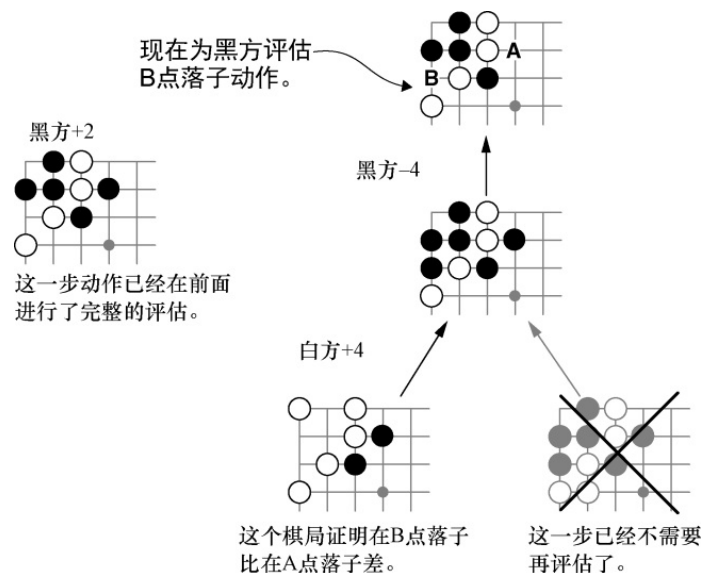 现在为黑方评估
B点落子动作。
A
B
黑方+2
黑方–4
这一步动作已经在前面
进行了完整的评估。
白方+4
这个棋局证明在B点落子
比在A点落子差。
这一步已经不需要
再评估了。